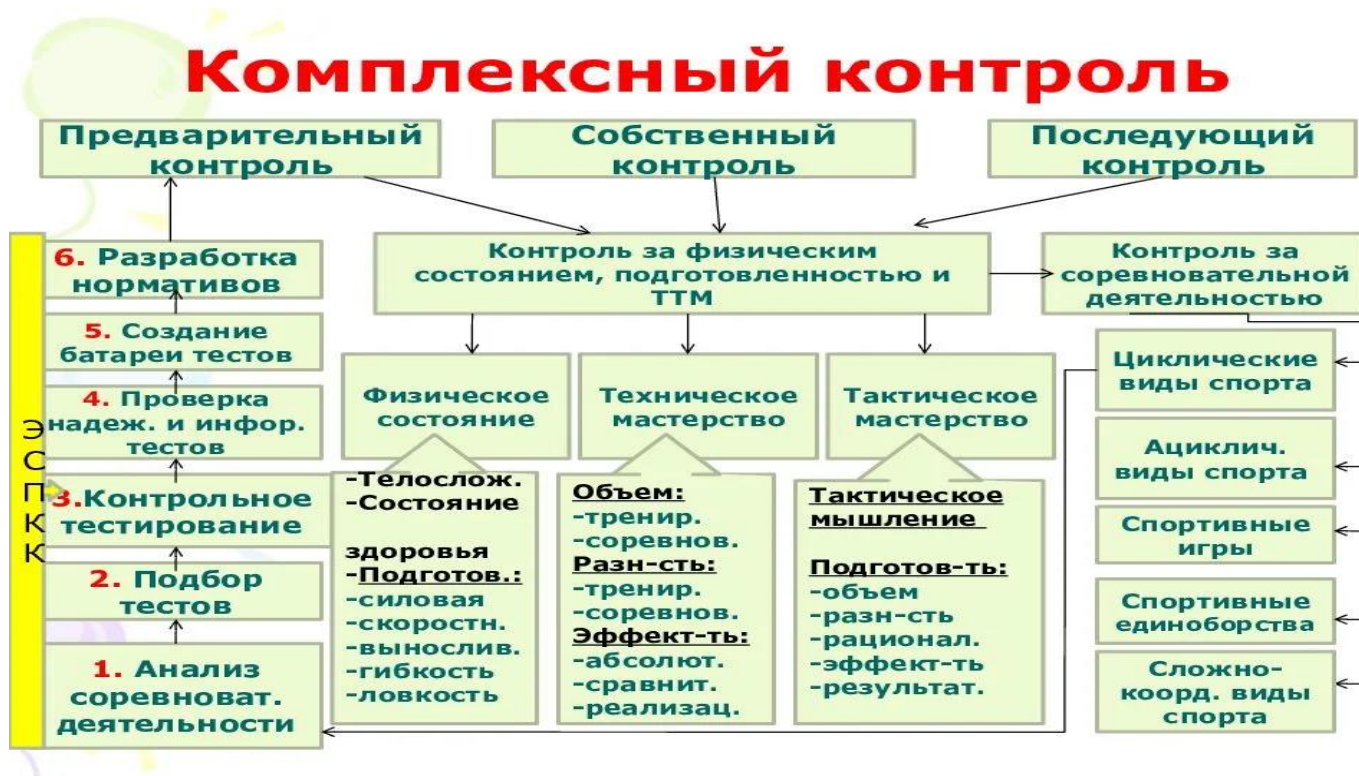 Комплексный контроль
Предварительный
контроль
Собственный
контроль
Последующий
контроль
Э
С
П
К
К
6. Разработка
нормативов
5. Создание
батареи тестов
4. Проверка
надеж. и инфор.
тестов
3.Контрольное
тестирование
2. Подбор
тестов
1. Анализ
соревноват.
деятельности
Контроль за физическим
состоянием, подготовленностью и
ТТМ
Контроль за
соревновательной
деятельностью
Физическое
состояние
Техническое
мастерство
Тактическое
мастерство
-Телослож.
-Состояние
здоровья
-Подготов.:
-силовая
-скоростн.
-вынослив.
-гибкость
-ловкость
Объем:
-тренир.
-соревнов.
Разн-сть:
-тренир.
-соревнов.
Эффект-ть:
-абсолют.
-сравнит.
-реализац.
Тактическое
мышление
Подготов-ть:
-объем
-разн-сть
-рационал.
-эффект-ть
-результат.
Циклические
виды спорта
Ациклич.
виды спорта
Спортивные
игры
Спортивные
единоборства
Сложно-
коорд. виды
спорта